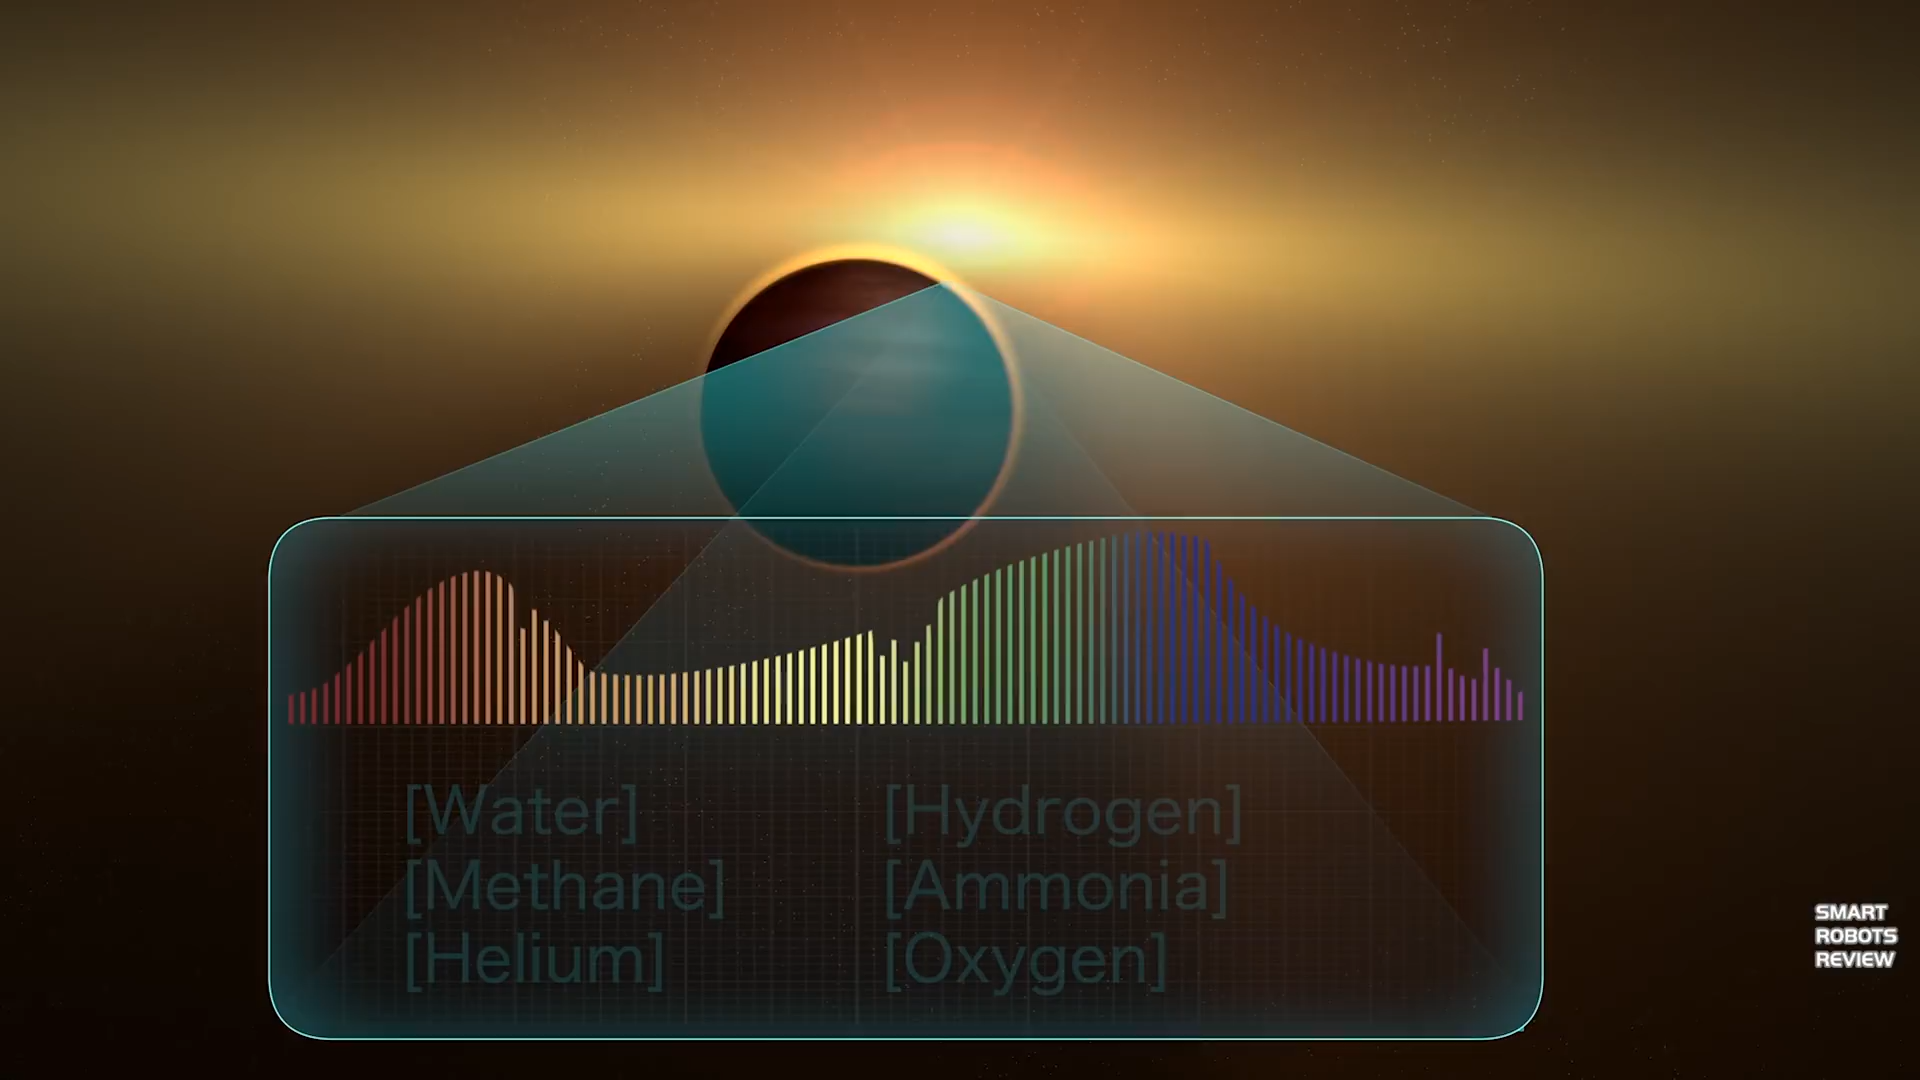 [Water]
[Methane]
[Helium]
[Hydrogen]
[Ammonia]
[Oxygen]
SMART
ROBOTS
REVIEW